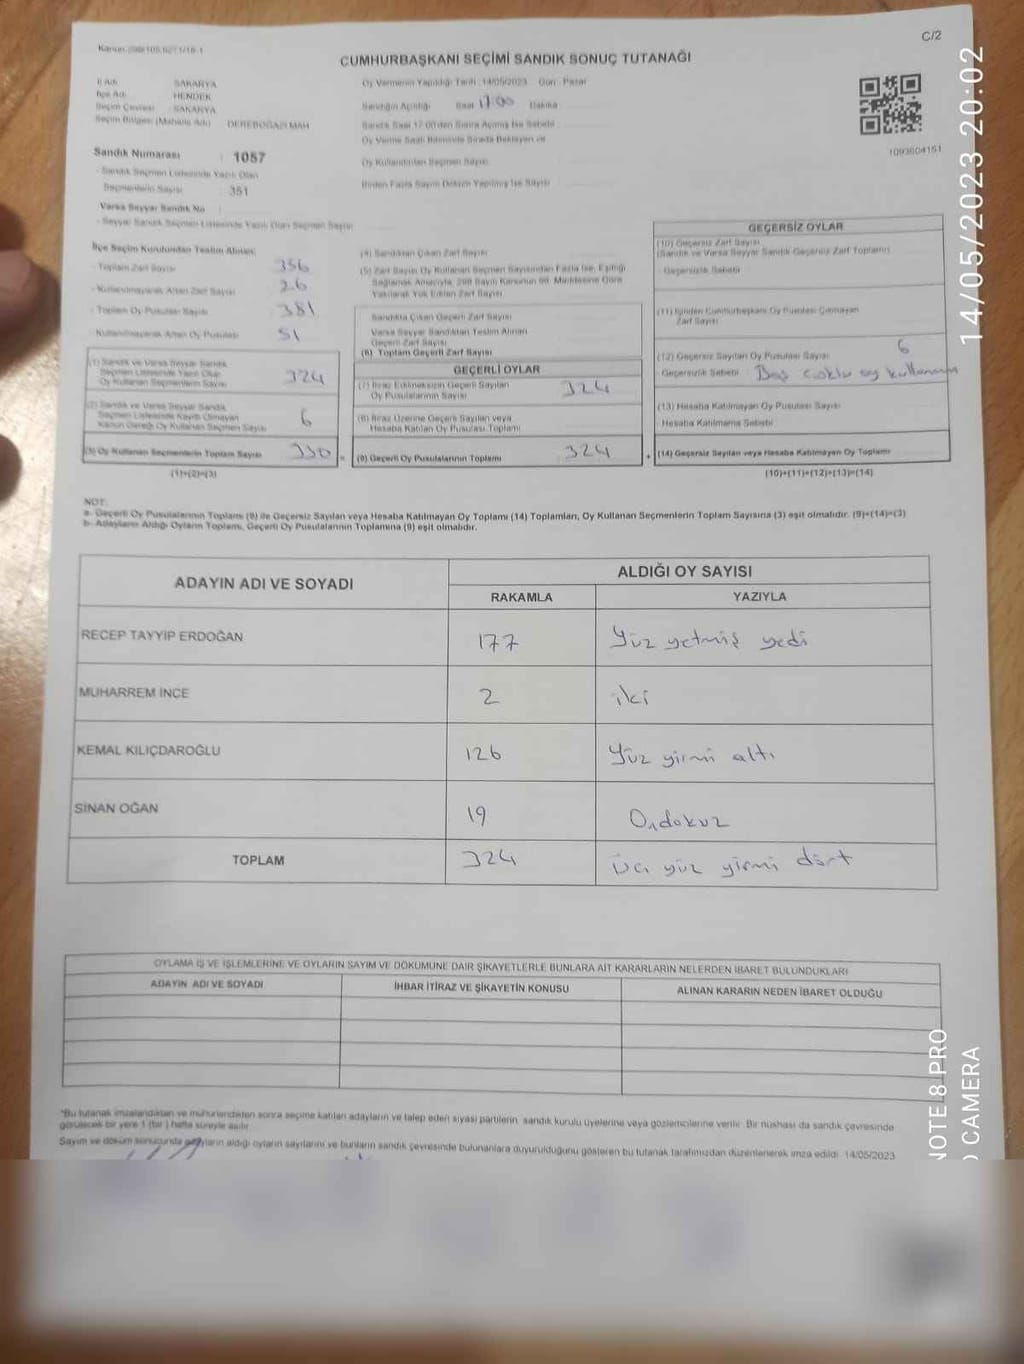 C/2
CUMHURBAŞKANI SEÇİMİ SANDIK SONUÇ TUTANAĞI
İl Adı : SAKARYA
İlçe Adı : HENDEK
Seçim Çevresi : SAKARYA
Seçim Bölgesi (Mahalle Adı) : DEREBOĞAZI MAH
Sandık Numarası : 1057
- Sandık Seçmen Listesinde Yazılı Olan
Seçmenlerin Sayısı : 351
Varsa Seyyar Sandık No :
- Seyyar Sandık Seçmen Listesinde Yazılı Olan Seçmen Sayısı
Oy Vermenin Yapıldığı Tarih : 14/05/2023 Gün : Pazar
Sandığın Açıldığı Saat 17:00 Dakika
Sandık Saat 17:00'den Sonra Açılmış İse Sebebi
Oy Verme Saati Bitiminde Sırada Bekleyen ve
Oy Kullandırılan Seçmen Sayısı
Birden Fazla Sayım Döküm Yapılmış İse Sayısı
1093604151
İlçe Seçim Kurulundan Teslim Alınan;
- Toplam Zarf Sayısı 356
- Kullanılmayarak Artan Zarf Sayısı 26
- Toplam Oy Pusulası Sayısı 381
- Kullanılmayarak Artan Oy Pusulası 51
(1) Sandık ve Varsa Seyyar Sandık
Seçmen Listesinde Yazılı Olup
Oy Kullanan Seçmenlerin Sayısı 324
(2) Sandık ve Varsa Seyyar Sandık
Seçmen Listesinde Kayıtlı Olmayan
Kanun Gereği Oy Kullanan Seçmen Sayısı 6
(3) Oy Kullanan Seçmenlerin Toplam Sayısı 330
(1)+(2)=(3)
(4) Sandıktan Çıkan Zarf Sayısı
(5) Zarf Sayısı Oy Kullanan Seçmen Sayısından Fazla İse, Eşitliği
Sağlamak Amacıyla, 298 Sayılı Kanunun 98. Maddesine Göre
Yakılarak Yok Edilen Zarf Sayısı
Sandıkta Çıkan Geçerli Zarf Sayısı
Varsa Seyyar Sandıktan Teslim Alınan
Geçerli Zarf Sayısı
(6) Toplam Geçerli Zarf Sayısı
GEÇERLİ OYLAR
(7) İtiraz Edilmeksizin Geçerli Sayılan
Oy Pusulalarının Sayısı 324
(8) İtiraz Üzerine Geçerli Sayılan veya
Hesaba Katılan Oy Pusulası Toplamı
(9) Geçerli Oy Pusulalarının Toplamı 324
GEÇERSİZ OYLAR
(10) Geçersiz Zarf Sayısı
(Sandık ve Varsa Seyyar Sandık Geçersiz Zarf Toplamı)
- Geçersizlik Sebebi
(11) İçinden Cumhurbaşkanı Oy Pusulası Çıkmayan
Zarf Sayısı
(12) Geçersiz Sayılan Oy Pusulası Sayısı 6
- Geçersizlik Sebebi
(13) Hesaba Katılmayan Oy Pusulası Sayısı
- Hesaba Katılmama Sebebi
(14) Geçersiz Sayılan veya Hesaba Katılmayan Oy Toplamı
(10)+(11)+(12)+(13)=(14)
NOT:
a- Geçerli Oy Pusulalarının Toplamı (9) ile Geçersiz Sayılan veya Hesaba Katılmayan Oy Toplamı (14) Toplamları, Oy Kullanan Seçmenlerin Toplam Sayısına (3) eşit olmalıdır. (9)+(14)=(3)
b- Adayların Aldığı Oyların Toplamı, Geçerli Oy Pusulalarının Toplamına (9) eşit olmalıdır.
ADAYIN ADI VE SOYADI
ALDIĞI OY SAYISI
RAKAMLA YAZIYLA
RECEP TAYYİP ERDOĞAN 177 Yüz yetmiş yedi
MUHARREM İNCE 2 iki
KEMAL KILIÇDAROĞLU 126 Yüz yirmi altı
SİNAN OĞAN 19 Ondokuz
TOPLAM 324 Üç yüz yirmi dört
OYLAMA İŞ VE İŞLEMLERİNE VE OYLARIN SAYIM VE DÖKÜMÜNE DAİR ŞİKAYETLERLE BUNLARA AİT KARARLARIN NELERDEN İBARET BULUNDUKLARI
ADAYIN ADI VE SOYADI İHBAR İTİRAZ VE ŞİKAYETİN KONUSU ALINAN KARARIN NEDEN İBARET OLDUĞU
*Bu tutanak imzalandıktan ve mühürlendikten sonra seçime katılan adayların ve talep eden siyasi partilerin sandık kurulu üyelerine veya gözlemcilerine verilir. Bir nüshası da sandık çevresinde
görülecek bir yere 1 (bir) hafta süreyle asılır.
Sayım ve döküm sonucunda adayların aldığı oyların sayılarını ve bunların sandık çevresinde bulunanlara duyurulduğunu gösteren bu tutanak tarafımızdan düzenlenerek imza edildi. 14/05/2023
14/05/2023 20:02
NOTE 8 PRO
CAMERA